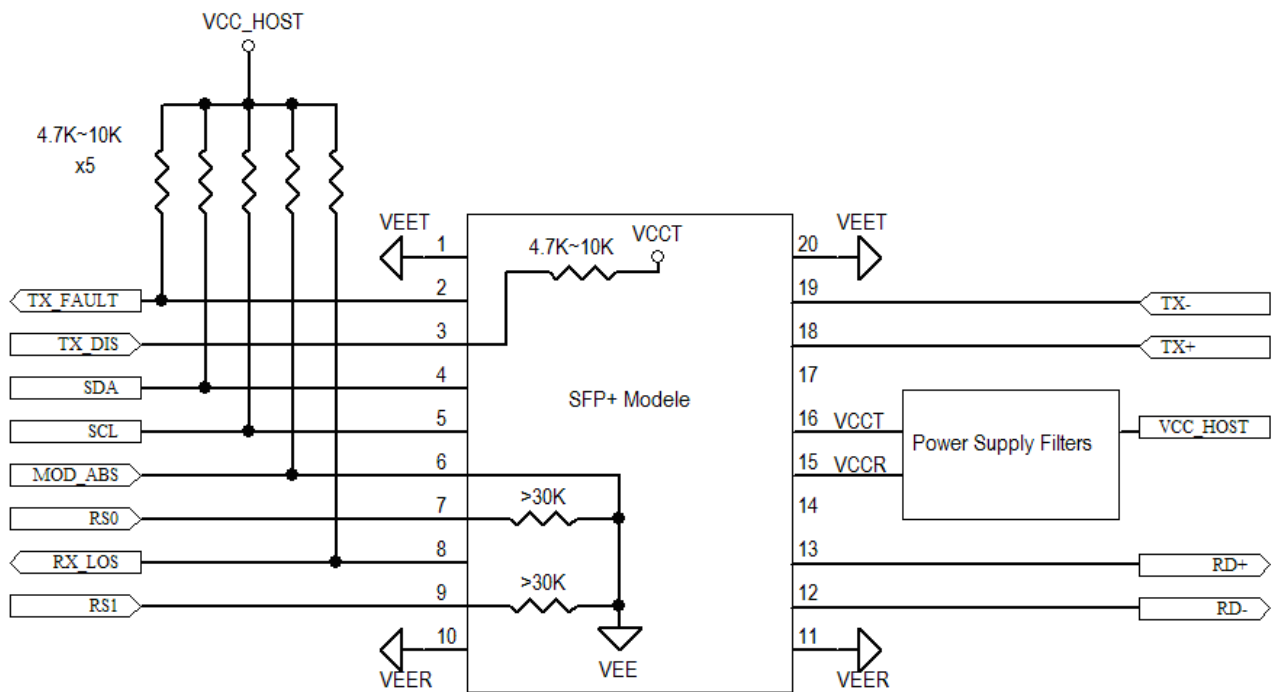 VCC_HOST
4.7K~10K
x5
VEET
1
4.7K~10K
VCCT
20
VEET
TX_FAULT
2
19
TX-
TX_DIS
3
18
TX+
SDA
4
SFP+ Modele
17
SCL
5
16
VCCT
Power Supply Filters
VCC_HOST
MOD_ABS
6
15
VCCR
RS0
7
>30K
14
RX_LOS
8
13
RD+
RS1
9
>30K
12
RD-
10
VEER
VEE
11
VEER